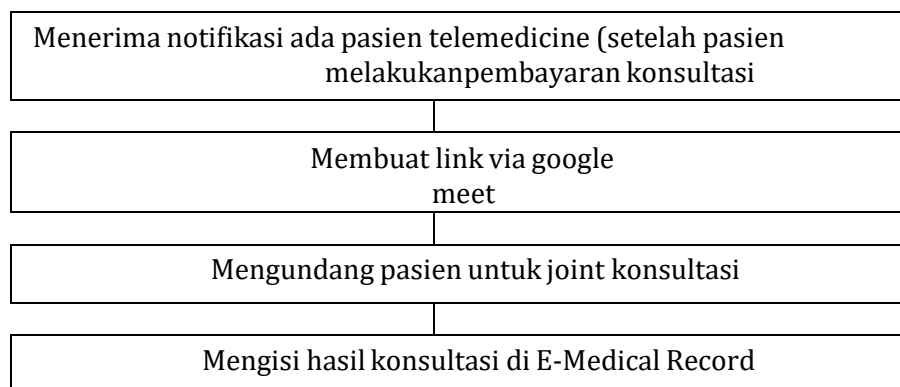 Menerima notifikasi ada pasien telemedicine (setelah pasien
melakukanpembayaran konsultasi
Membuat link via google
meet
Mengundang pasien untuk joint konsultasi
Mengisi hasil konsultasi di E-Medical Record